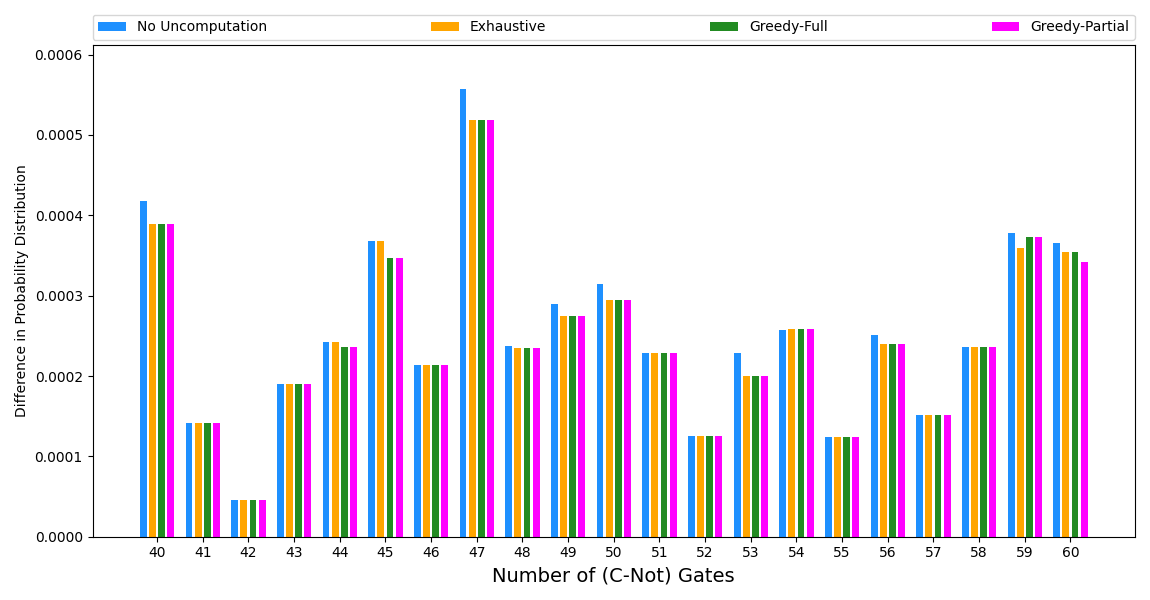 No Uncomputation Exhaustive Greedy-Full Greedy-Partial
0.0006
0.0005
0.0004
0.0003
0.0002
0.0001
0.0000
Difference in Probability Distribution
40 41 42 43 44 45 46 47 48 49 50 51 52 53 54 55 56 57 58 59 60
Number of (C-Not) Gates